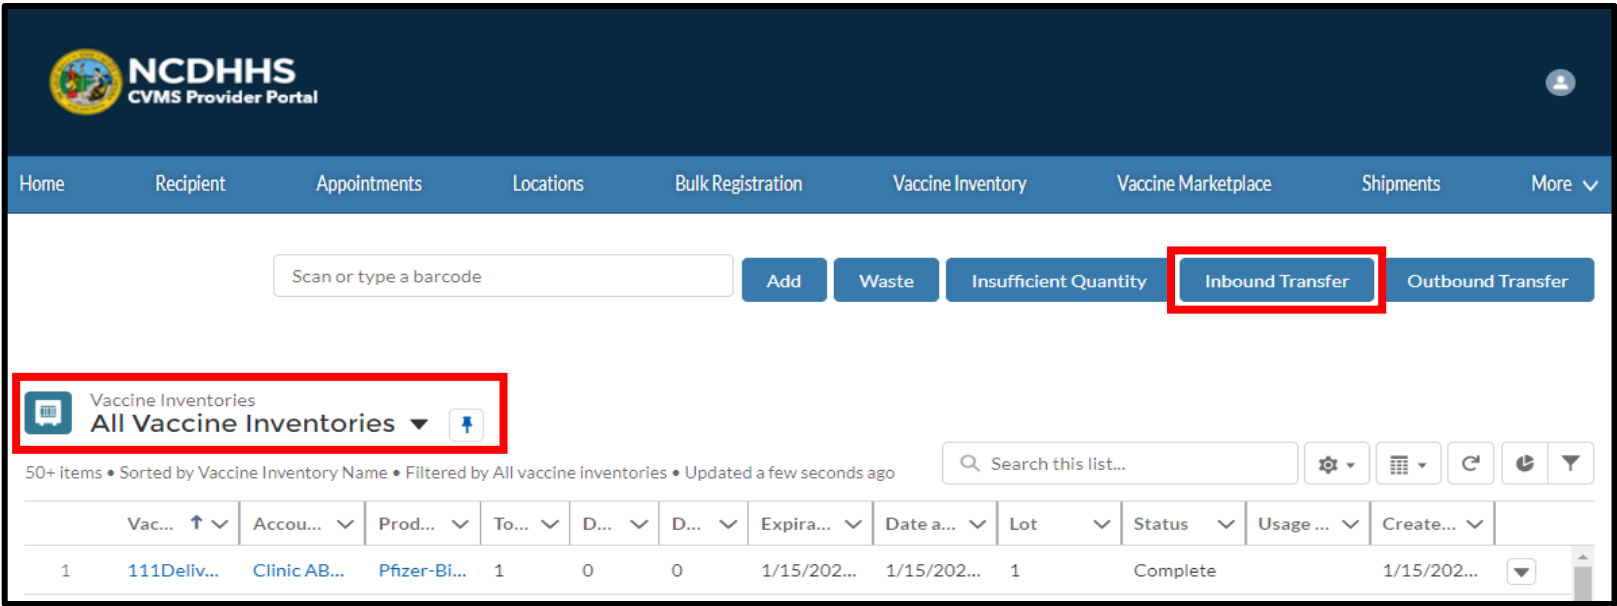 NCDHHS
CVMS Provider Portal
Home Recipient Appointments Locations Bulk Registration Vaccine Inventory Vaccine Marketplace Shipments More
Scan or type a barcode Add Waste Insufficient Quantity Inbound Transfer Outbound Transfer
Vaccine Inventories
All Vaccine Inventories
50+ items • Sorted by Vaccine Inventory Name • Filtered by All vaccine inventories • Updated a few seconds ago Search this list...
Vac... Accou... Prod... To... D... D... Expira... Date a... Lot Status Usage ... Create...
1 111Deliv... Clinic AB... Pfizer-Bi... 1 0 0 1/15/202... 1/15/202... 1 Complete 1/15/202...